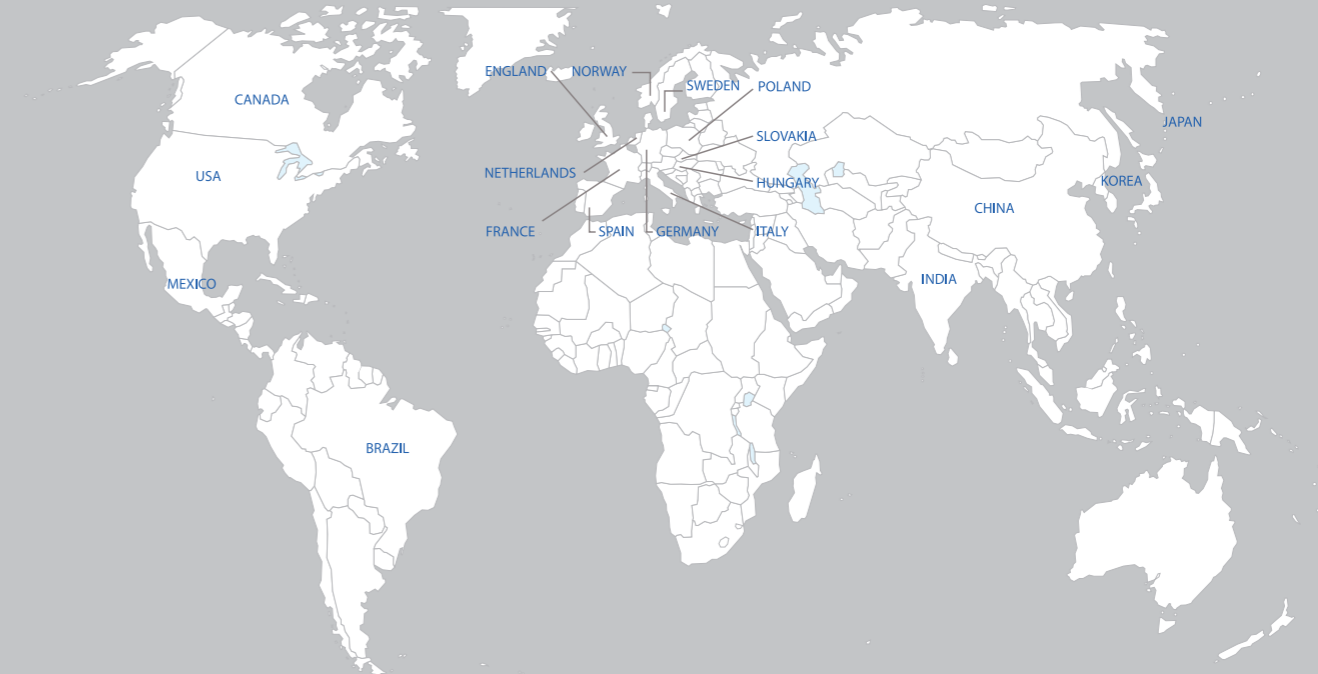 ENGLAND
NORWAY
SWEDEN
POLAND
CANADA
JAPAN
SLOVAKIA
USA
NETHERLANDS
HUNGARY
KOREA
CHINA
FRANCE
SPAIN
GERMANY
ITALY
INDIA
MEXICO
BRAZIL